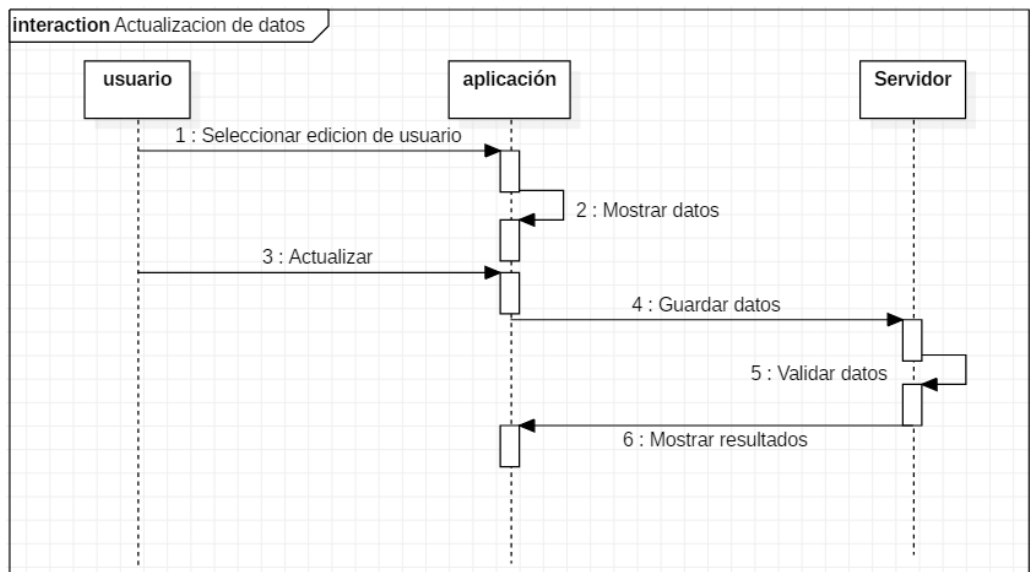 interaction Actualizacion de datos
usuario
aplicación
Servidor
1 : Seleccionar edicion de usuario
2 : Mostrar datos
3 : Actualizar
4 : Guardar datos
5 : Validar datos
6 : Mostrar resultados